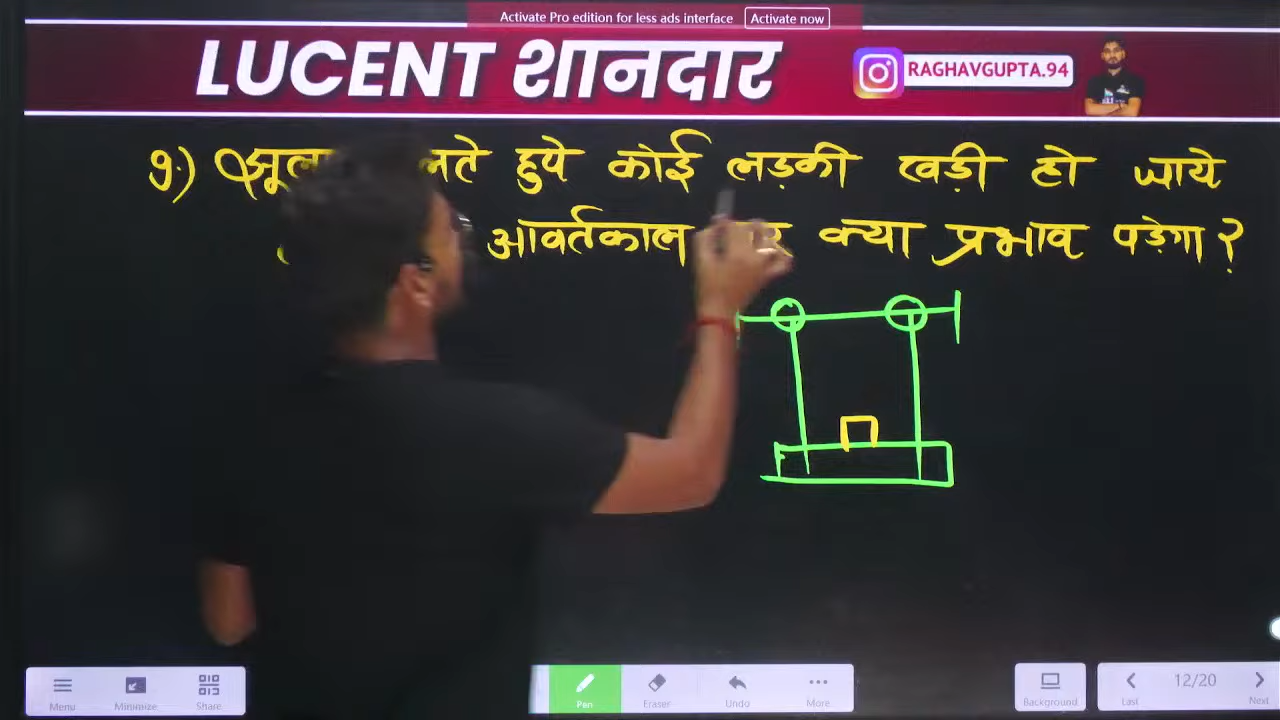 Activate Pro edition for less ads interface Activate now
LUCENT शानदार
RAGHAVGUPTA.94
9.) हुपे कोई लड़की खड़ी हो जाये
आवर्तकाल क्या प्रभाव पड़ेगा ?
Menu Minimize Share Pen Eraser Undo More Background Last 12/20 Next